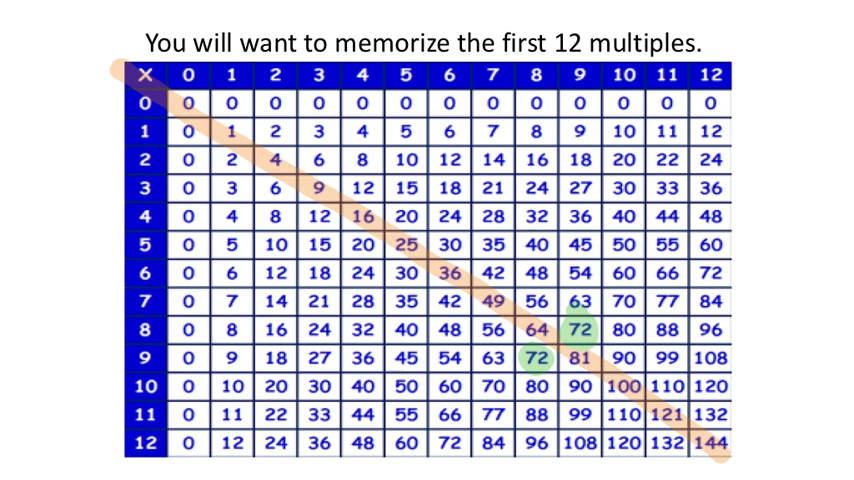 You will want to memorize the first 12 multiples.
X 0 1 2 3 4 5 6 7 8 9 10 11 12
0 0 0 0 0 0 0 0 0 0 0 0 0 0
1 0 1 2 3 4 5 6 7 8 9 10 11 12
2 0 2 4 6 8 10 12 14 16 18 20 22 24
3 0 3 6 9 12 15 18 21 24 27 30 33 36
4 0 4 8 12 16 20 24 28 32 36 40 44 48
5 0 5 10 15 20 25 30 35 40 45 50 55 60
6 0 6 12 18 24 30 36 42 48 54 60 66 72
7 0 7 14 21 28 35 42 49 56 63 70 77 84
8 0 8 16 24 32 40 48 56 64 72 80 88 96
9 0 9 18 27 36 45 54 63 72 81 90 99 108
10 0 10 20 30 40 50 60 70 80 90 100 110 120
11 0 11 22 33 44 55 66 77 88 99 110 121 132
12 0 12 24 36 48 60 72 84 96 108 120 132 144